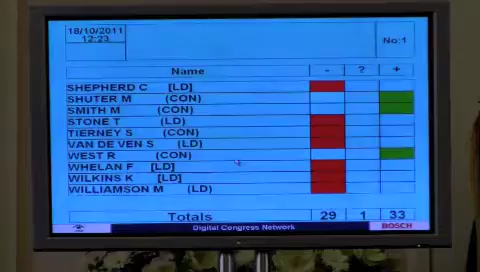 18/10/2011
12:23
No:1
Name - ? +
SHEPHERD C [LD]
SHUTER M (CON)
SMITH M (CON)
STONE T (LD)
TIERNEY S (CON)
VAN DE VEN S (LD)
WEST R (CON)
WHELAN F [LD]
WILKINS K [LD]
WILLIAMSON M (LD)
Totals 29 1 33
Digital Congress Network BOSCH